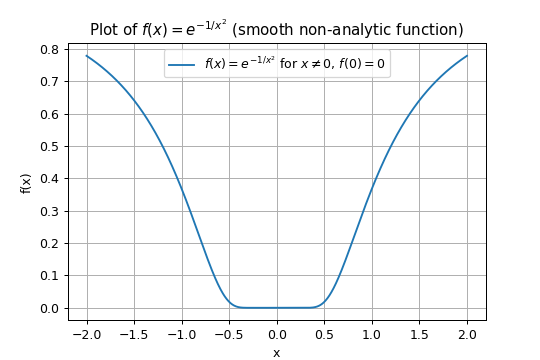 Plot of f(x) = e^{-1/x^2} (smooth non-analytic function)
f(x) = e^{-1/x^2} for x ≠ 0, f(0) = 0
0.8
0.7
0.6
0.5
0.4
0.3
0.2
0.1
0.0
f(x)
−2.0 −1.5 −1.0 −0.5 0.0 0.5 1.0 1.5 2.0
x